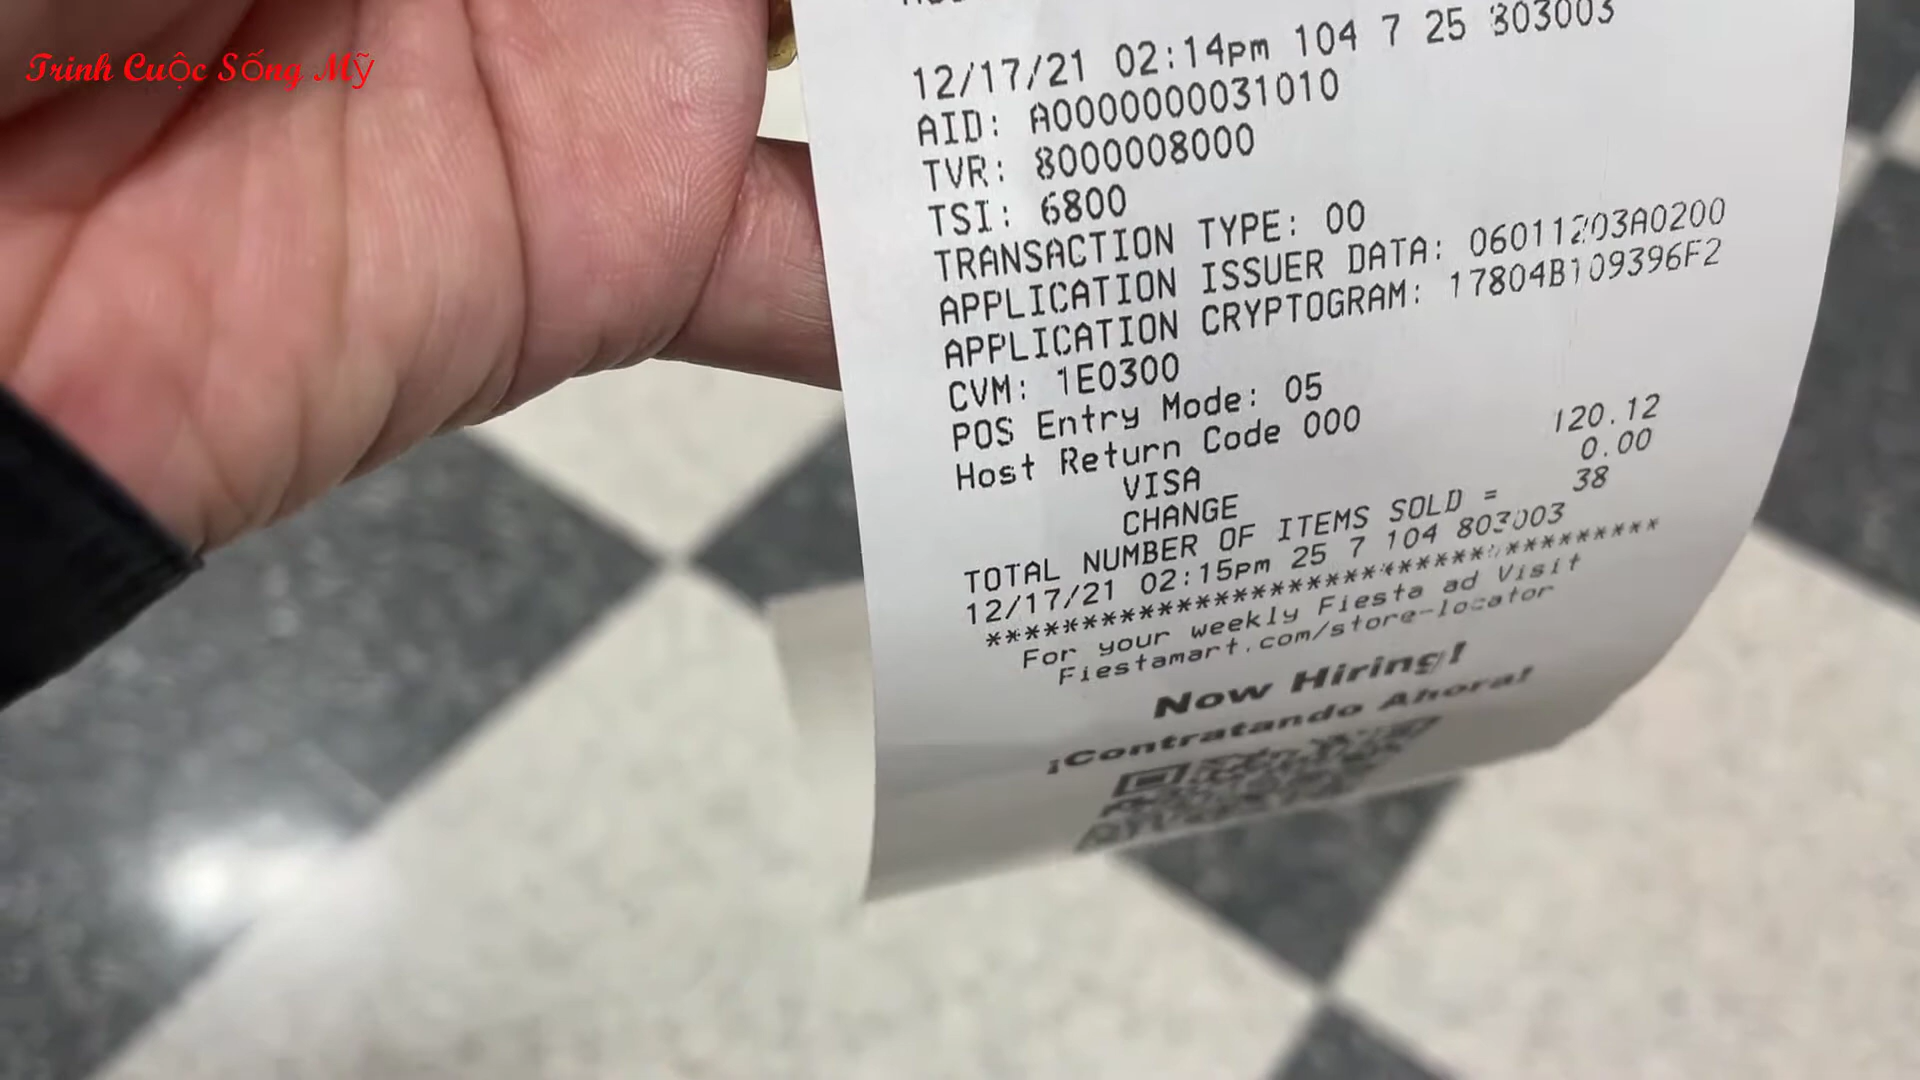 Trinh Cuộc Sống Mỹ
12/17/21 02:14pm 104 7 25 803003
AID: A0000000031010
TVR: 8000008000
TSI: 6800
TRANSACTION TYPE: 00
APPLICATION ISSUER DATA: 06011203A0200
APPLICATION CRYPTOGRAM: 17804B109396F2
CVM: 1E0300
POS Entry Mode: 05
Host Return Code 000
VISA 120.12
CHANGE 0.00
TOTAL NUMBER OF ITEMS SOLD = 38
12/17/21 02:15pm 25 7 104 803003
************************************
For your weekly Fiesta ad Visit
Fiestamart.com/store-locator
Now Hiring!
¡Contratando Ahora!